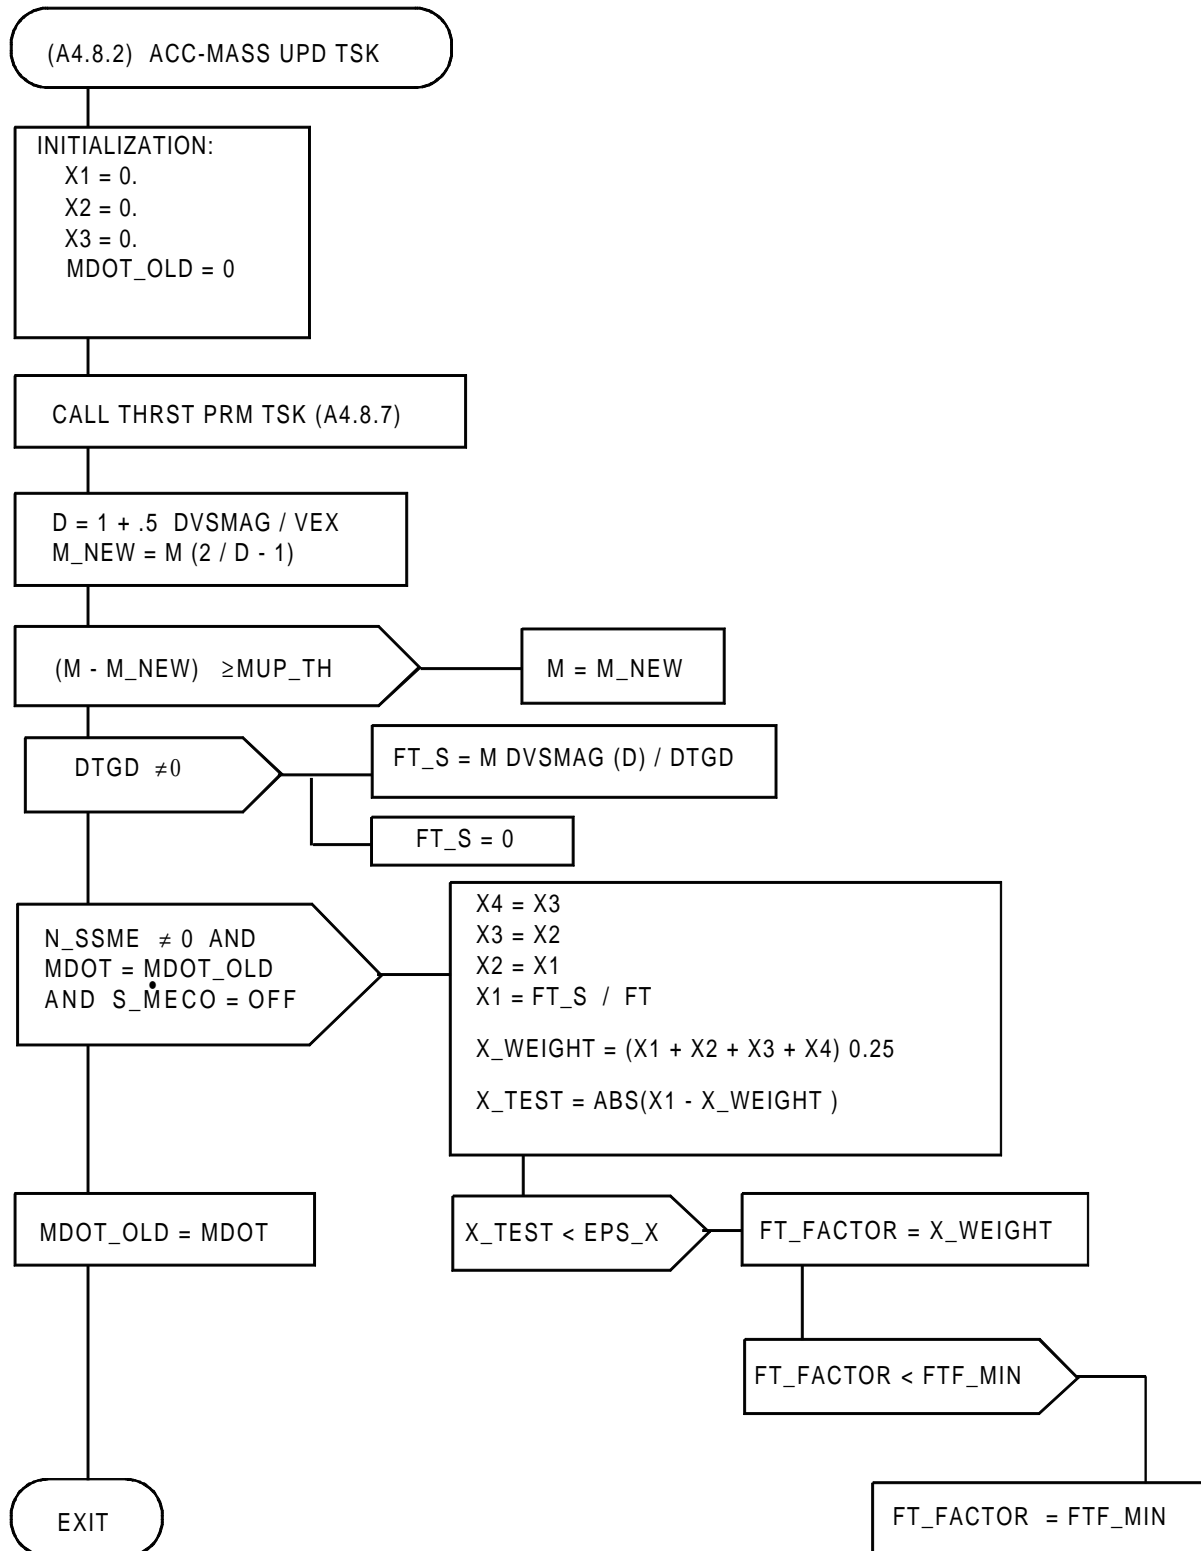 (A4.8.2) ACC-MASS UPD TSK
INITIALIZATION:
X1 = 0.
X2 = 0.
X3 = 0.
MDOT_OLD = 0
CALL THRST PRM TSK (A4.8.7)
D = 1 + .5 DVSMAG / VEX
M_NEW = M (2 / D - 1)
(M - M_NEW) ≥MUP_TH
M = M_NEW
DTGD ≠0
FT_S = M DVSMAG (D) / DTGD
FT_S = 0
N_SSME ≠ 0 AND
MDOT = MDOT_OLD
AND S_MECO = OFF
X4 = X3
X3 = X2
X2 = X1
X1 = FT_S / FT
X_WEIGHT = (X1 + X2 + X3 + X4) 0.25
X_TEST = ABS(X1 - X_WEIGHT )
MDOT_OLD = MDOT
X_TEST < EPS_X
FT_FACTOR = X_WEIGHT
FT_FACTOR < FTF_MIN
FT_FACTOR = FTF_MIN
EXIT